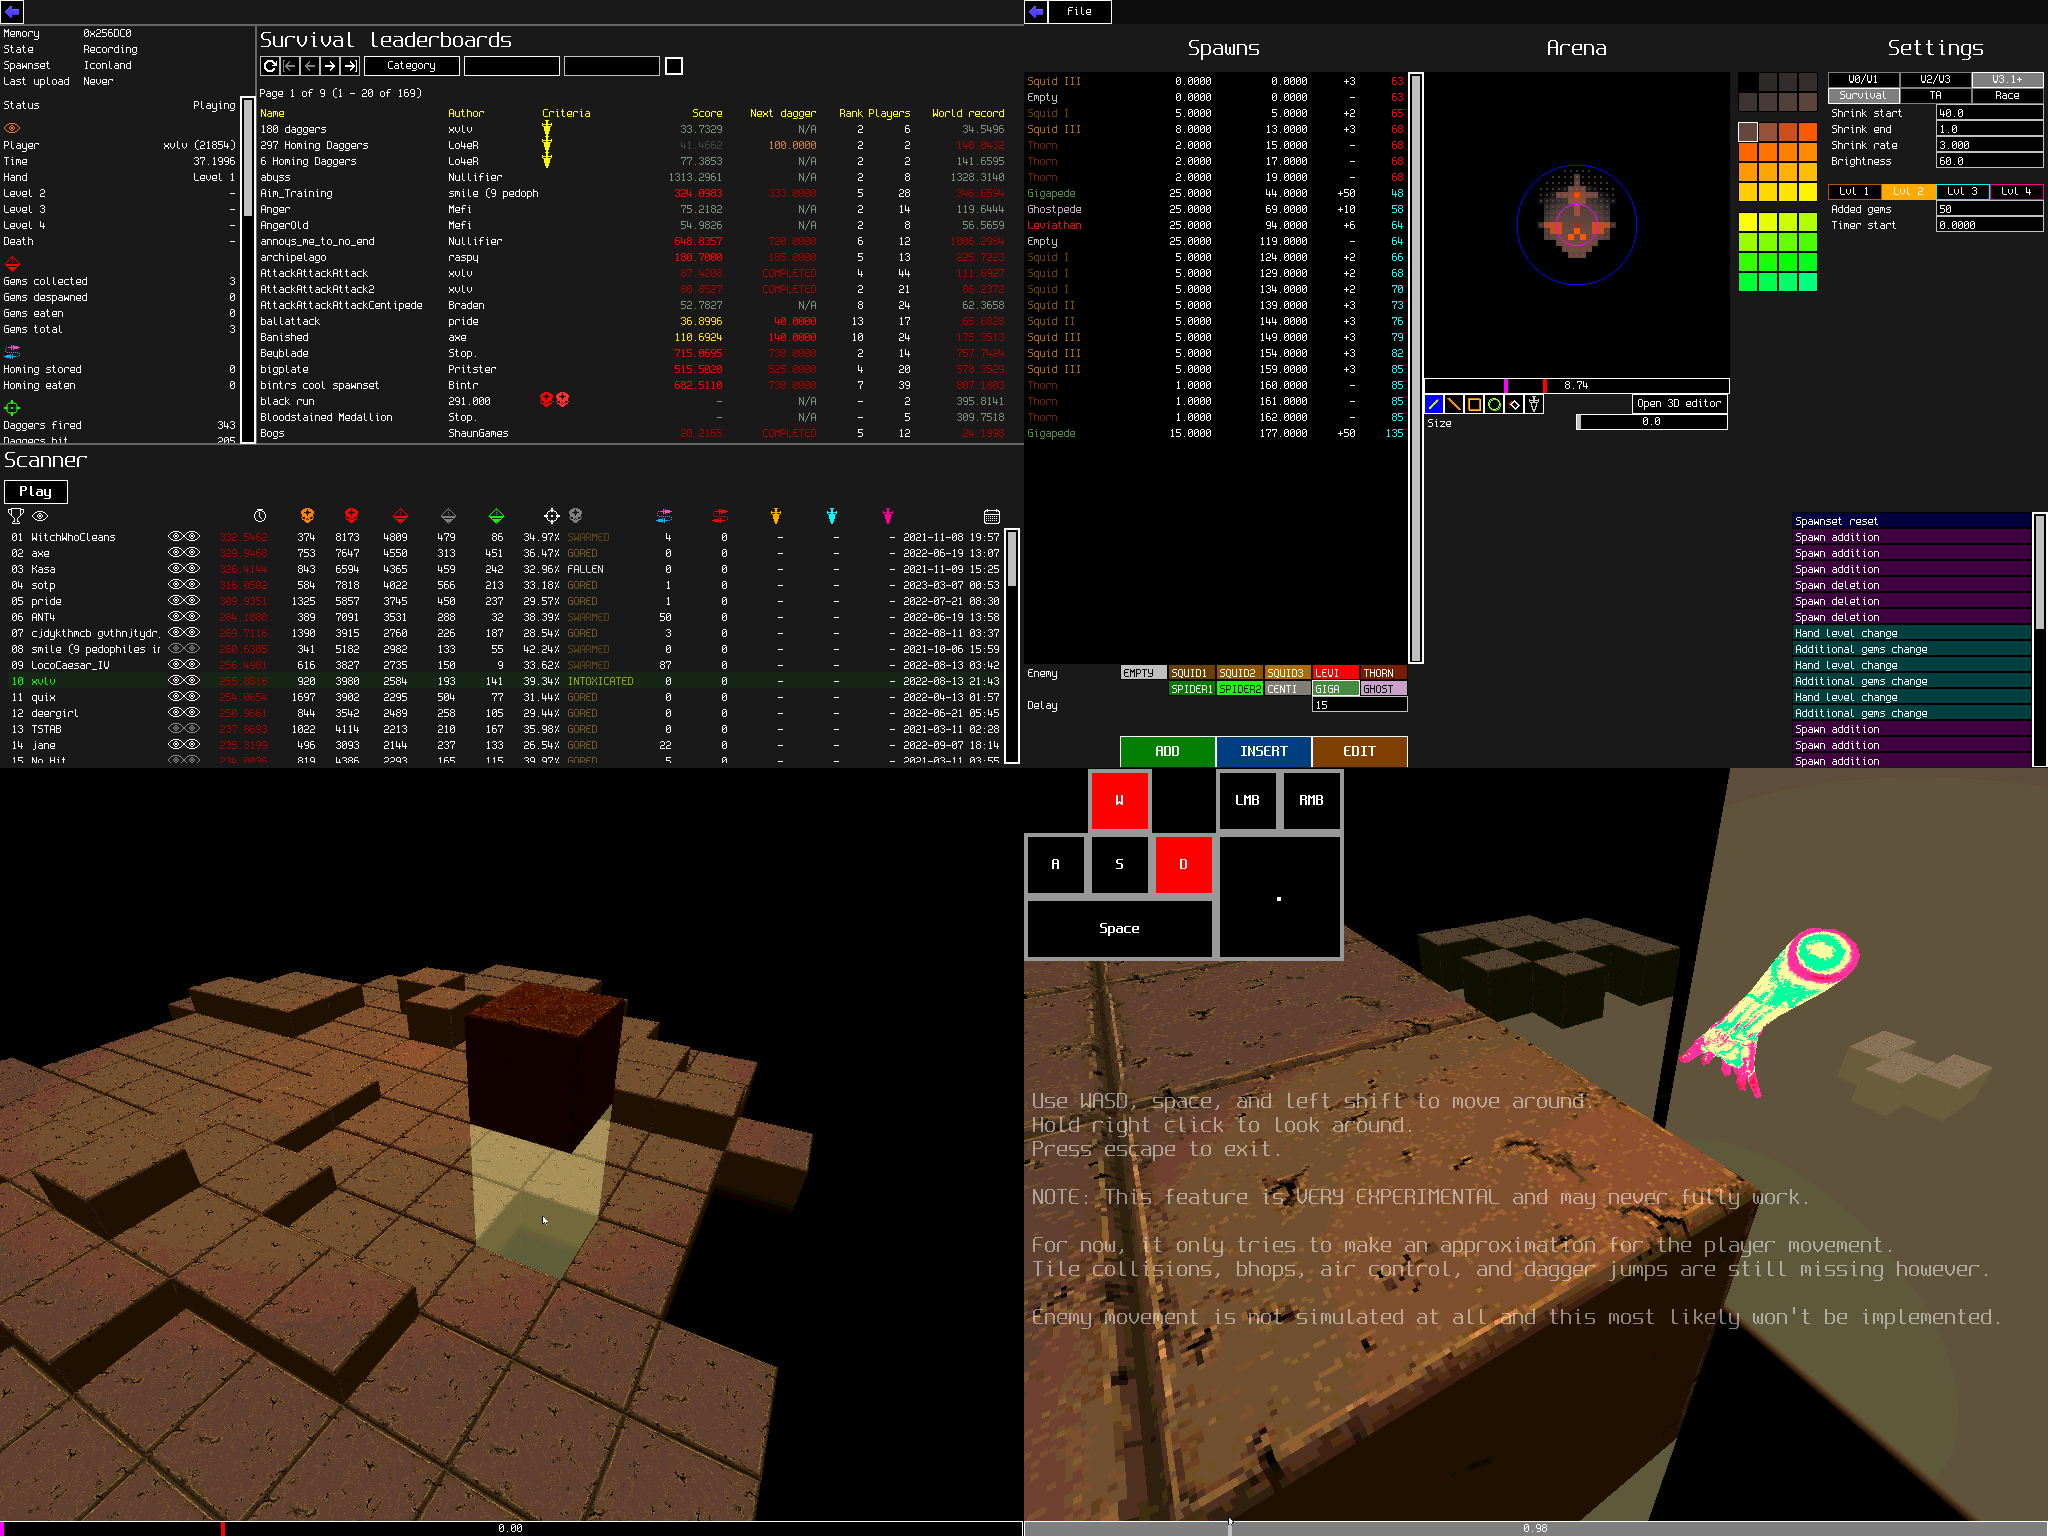 Memory 0x256DC0
State Recording
Spawnset Iconland
Last upload Never
Status Playing
Player xvlv (21854)
Time 37.1996
Hand Level 1
Level 2 -
Level 3 -
Level 4 -
Death -
Gems collected 3
Gems despawned 0
Gems eaten 0
Gems total 3
Homing stored 0
Homing eaten 0
Daggers fired 343
Daggers hit 205
Survival leaderboards
Category
Page 1 of 9 (1 - 20 of 169)
Name Author Criteria Score Next dagger Rank Players World record
180 daggers xvlv 33.7329 N/A 2 6 34.5496
297 Homing Daggers Lo4eR 41.4662 100.0000 2 2 140.0432
6 Homing Daggers Lo4eR 77.3853 N/A 2 2 141.6595
abyss Nullifier 1313.2961 N/A 2 8 1328.3140
Aim_Training smile (9 pedoph 324.0983 333.0000 5 28 346.6594
Anger Mefi 75.2182 N/A 2 14 119.6444
AngerOld Mefi 54.9826 N/A 2 8 56.5659
annoys_me_to_no_end Nullifier 648.8357 720.0000 6 12 1006.2984
archipelago raspy 180.7000 185.0000 5 13 225.7223
AttackAttackAttack xvlv 87.4208 COMPLETED 4 44 111.6927
AttackAttackAttack2 xvlv 80.8527 COMPLETED 2 21 86.2372
AttackAttackAttackCentipede Braden 52.7827 N/A 8 24 62.3658
ballattack pride 36.8996 40.0000 13 17 65.6828
Banished axe 110.6924 140.0000 10 24 175.3513
Beyblade Stop. 715.0695 730.0000 2 14 757.7424
bigplate Pritster 515.5020 525.0000 4 20 578.3529
bintrs cool spawnset Bintr 682.5110 730.0000 7 39 807.1803
black run 291.000 - N/A - 2 395.8141
Bloodstained Medallion Stop. - N/A - 5 309.7518
Bogs ShaunGames 20.2165 COMPLETED 5 12 24.1998
Scanner
Play
01 WitchWhoCleans 332.5462 374 8173 4809 479 86 34.97% SWARMED 4 0 - - - 2021-11-08 19:57
02 axe 329.9468 753 7647 4550 313 451 36.47% GORED 0 0 - - - 2022-06-19 13:07
03 Kasa 326.4144 843 6594 4365 459 242 32.96% FALLEN 0 0 - - - 2021-11-09 15:25
04 sotp 316.0502 584 7818 4022 566 213 33.18% GORED 1 0 - - - 2023-03-07 00:53
05 pride 309.9351 1325 5857 3745 450 237 29.57% GORED 1 0 - - - 2022-07-21 08:30
06 ANT4 284.1080 389 7091 3531 288 32 38.39% SWARMED 50 0 - - - 2022-06-19 13:58
07 cjdykthmcb gvthnjtydr. 269.7116 1390 3915 2760 226 187 28.54% GORED 3 0 - - - 2022-08-11 03:37
08 smile (9 pedophiles in 260.6305 341 5182 2982 133 55 42.24% GORED 0 0 - - - 2021-10-06 15:59
09 LocoCaesar_IV 256.4981 616 3827 2735 150 9 33.62% SWARMED 87 0 - - - 2022-08-13 03:42
10 xvlv 255.8816 920 3980 2584 193 141 39.34% INTOXICATED 0 0 - - - 2022-08-13 21:43
11 quix 254.0654 1697 3902 2295 504 77 31.44% GORED 0 0 - - - 2022-04-13 01:57
12 deergirl 250.9661 844 3542 2489 258 105 29.44% GORED 0 0 - - - 2022-06-21 05:45
13 TSTAB 237.8693 1022 4114 2213 210 167 35.98% GORED 0 0 - - - 2021-03-11 02:28
14 jane 235.3199 496 3093 2144 237 133 26.54% GORED 22 0 - - - 2022-09-07 18:14
15 No Hit 234.0036 819 4386 2293 165 115 39.97% GORED 5 0 - - - 2021-03-11 03:55
File
Spawns
Squid III 0.0000 0.0000 +3 63
Empty 0.0000 0.0000 - 63
Squid I 5.0000 5.0000 +2 65
Squid III 8.0000 13.0000 +3 68
Thorn 2.0000 15.0000 - 68
Thorn 2.0000 17.0000 - 68
Thorn 2.0000 19.0000 - 68
Gigapede 25.0000 44.0000 +50 48
Ghostpede 25.0000 69.0000 +10 58
Leviathan 25.0000 94.0000 +6 64
Empty 25.0000 119.0000 - 64
Squid I 5.0000 124.0000 +2 66
Squid I 5.0000 129.0000 +2 68
Squid I 5.0000 134.0000 +2 70
Squid II 5.0000 139.0000 +3 73
Squid II 5.0000 144.0000 +3 76
Squid III 5.0000 149.0000 +3 79
Squid III 5.0000 154.0000 +3 82
Squid III 5.0000 159.0000 +3 85
Thorn 1.0000 160.0000 - 85
Thorn 1.0000 161.0000 - 85
Thorn 1.0000 162.0000 - 85
Gigapede 15.0000 177.0000 +50 135
Enemy EMPTY SQUID1 SQUID2 SQUID3 LEVI THORN
SPIDER1 SPIDER2 CENTI GIGA GHOST
Delay 15
ADD INSERT EDIT
Arena
8.74
Open 3D editor
Size 0.0
Settings
V0/V1 V2/V3 V3.1+
Survival TA Race
Shrink start 40.0
Shrink end 1.0
Shrink rate 3.000
Brightness 60.0
Lvl 1 Lvl 2 Lvl 3 Lvl 4
Added gems 50
Timer start 0.0000
Spawnset reset
Spawn addition
Spawn addition
Spawn addition
Spawn deletion
Spawn deletion
Spawn deletion
Hand level change
Additional gems change
Hand level change
Additional gems change
Hand level change
Additional gems change
Spawn addition
Spawn addition
Spawn addition
0.00
W LMB RMB
A S D
Space
Use WASD, space, and left shift to move around.
Hold right click to look around.
Press escape to exit.
NOTE: This feature is VERY EXPERIMENTAL and may never fully work.
For now, it only tries to make an approximation for the player movement.
Tile collisions, bhops, air control, and dagger jumps are still missing however.
Enemy movement is not simulated at all and this most likely won't be implemented.
0.98